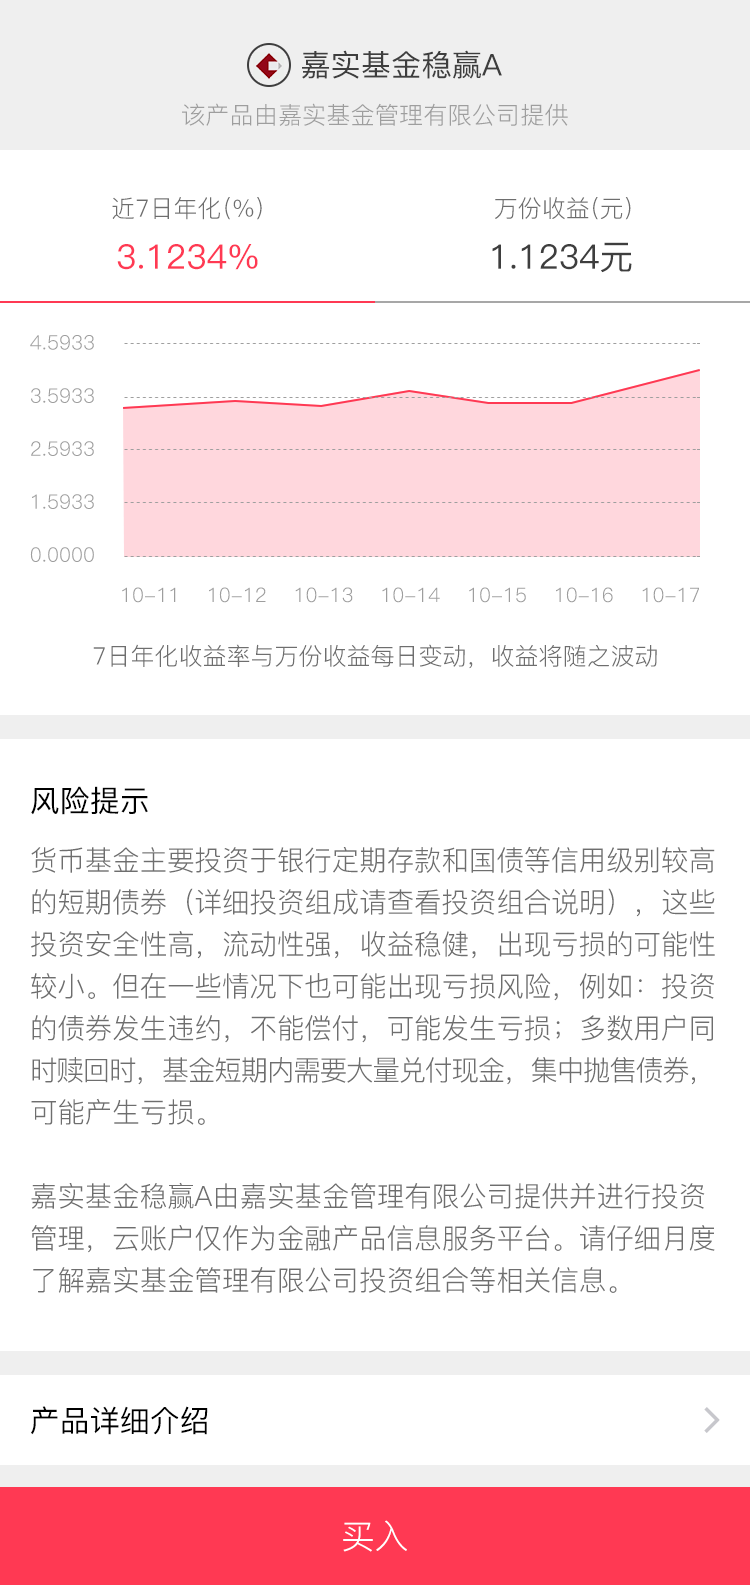 嘉实基金稳赢A
该产品由嘉实基金管理有限公司提供
近7日年化(%) 万份收益(元)
3.1234% 1.1234元
4.5933
3.5933
2.5933
1.5933
0.0000
10-11 10-12 10-13 10-14 10-15 10-16 10-17
7日年化收益率与万份收益每日变动，收益将随之波动
风险提示
货币基金主要投资于银行定期存款和国债等信用级别较高
的短期债券（详细投资组成请查看投资组合说明），这些
投资安全性高，流动性强，收益稳健，出现亏损的可能性
较小。但在一些情况下也可能出现亏损风险，例如：投资
的债券发生违约，不能偿付，可能发生亏损；多数用户同
时赎回时，基金短期内需要大量兑付现金，集中抛售债券，
可能产生亏损。
嘉实基金稳赢A由嘉实基金管理有限公司提供并进行投资
管理，云账户仅作为金融产品信息服务平台。请仔细月度
了解嘉实基金管理有限公司投资组合等相关信息。
产品详细介绍
买入